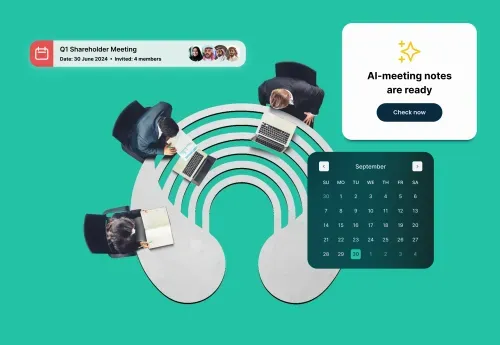 Q1 Shareholder Meeting
Date: 30 June 2024 • Invited: 4 members
AI-meeting notes
are ready
Check now
September
SU MO TU WE TH FR SA
30 1 2 3 4 5 6
7 8 9 10 11 12 13
14 15 16 17 18 19 20
21 22 23 24 25 26 27
28 29 30 1 2 3 4